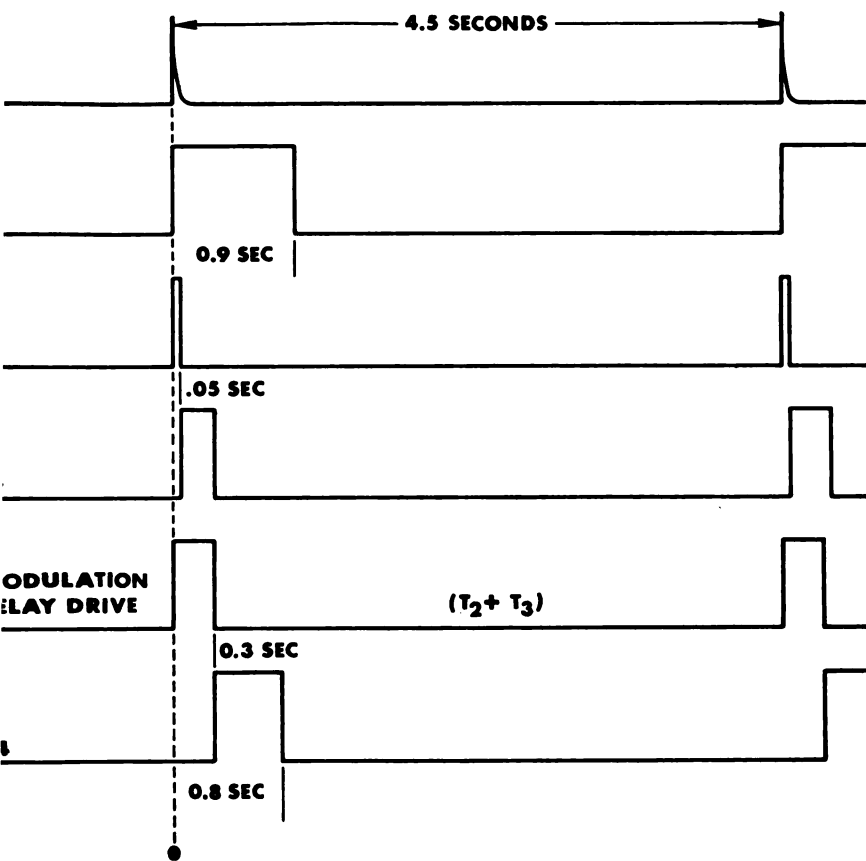 4.5 SECONDS
0.9 SEC
.05 SEC
ODULATION
ELAY DRIVE
(T2+ T3)
0.3 SEC
0.8 SEC